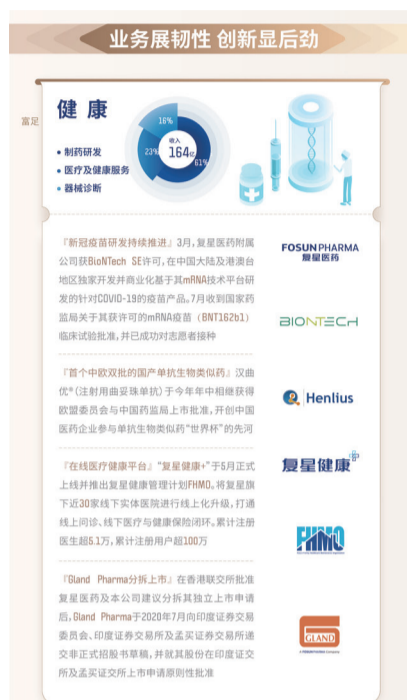 业务展韧性 创新显后劲
富足
健 康
• 制药研发
• 医疗及健康服务
• 器械诊断
16%
23%
收入
164亿
61%
『新冠疫苗研发持续推进』3月，复星医药附属
公司获BioNTech SE许可，在中国大陆及港澳台
地区独家开发并商业化基于其mRNA技术平台研
发的针对COVID-19的疫苗产品。7月收到国家药
监局关于其获许可的mRNA疫苗（BNT162b1）
临床试验批准，并已成功对志愿者接种
FOSUN PHARMA
复星医药
BIONTECH
『首个中欧双批的国产单抗生物类似药』汉曲
优®（注射用曲妥珠单抗）于今年年中相继获得
欧盟委员会与中国药监局上市批准，开创中国
医药企业参与单抗生物类似药“世界杯”的先河
Henlius
『在线医疗健康平台』“复星健康+”于5月正式
上线并推出复星健康管理计划FHMO。将复星旗
下近30家线下实体医院进行线上化升级，打通
线上问诊、线下医疗与健康保险闭环。累计注册
医生超5.1万，累计注册用户超100万
复星健康
FHMO
『Gland Pharma分拆上市』在香港联交所批准
复星医药及本公司建议分拆其独立上市申请
后，Gland Pharma于2020年7月向印度证券交易
委员会、印度证券交易所及孟买证券交易所递
交非正式招股书草稿，并就其股份在印度证交
所及孟买证交所上市申请原则性批准
GLAND